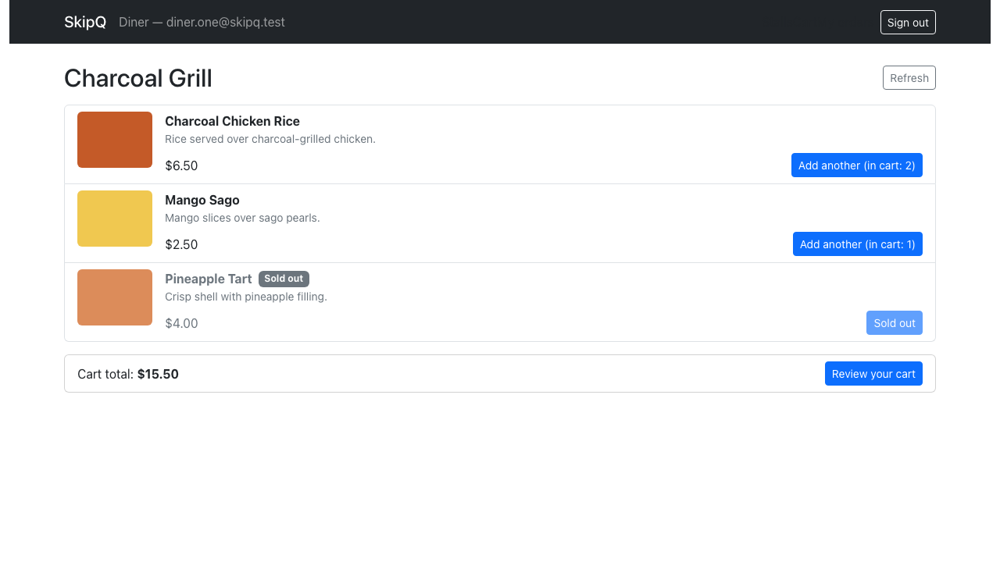 SkipQ Diner — diner.one@skipq.test Sign out
Charcoal Grill Refresh
Charcoal Chicken Rice
Rice served over charcoal-grilled chicken.
$6.50 Add another (in cart: 2)
Mango Sago
Mango slices over sago pearls.
$2.50 Add another (in cart: 1)
Pineapple Tart Sold out
Crisp shell with pineapple filling.
$4.00 Sold out
Cart total: $15.50 Review your cart